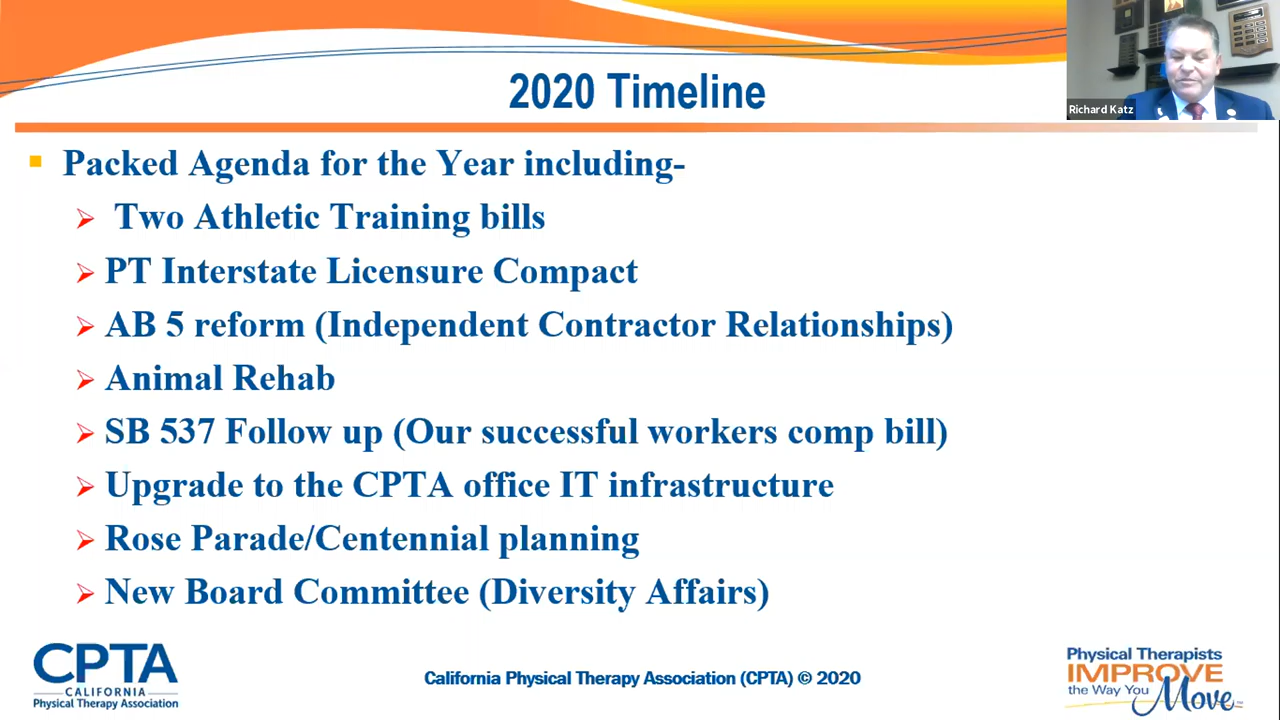 2020 Timeline
Richard Katz
Packed Agenda for the Year including-
Two Athletic Training bills
PT Interstate Licensure Compact
AB 5 reform (Independent Contractor Relationships)
Animal Rehab
SB 537 Follow up (Our successful workers comp bill)
Upgrade to the CPTA office IT infrastructure
Rose Parade/Centennial planning
New Board Committee (Diversity Affairs)
CPTA
CALIFORNIA
Physical Therapy Association
California Physical Therapy Association (CPTA) © 2020
Physical Therapists
IMPROVE
the Way You
Move